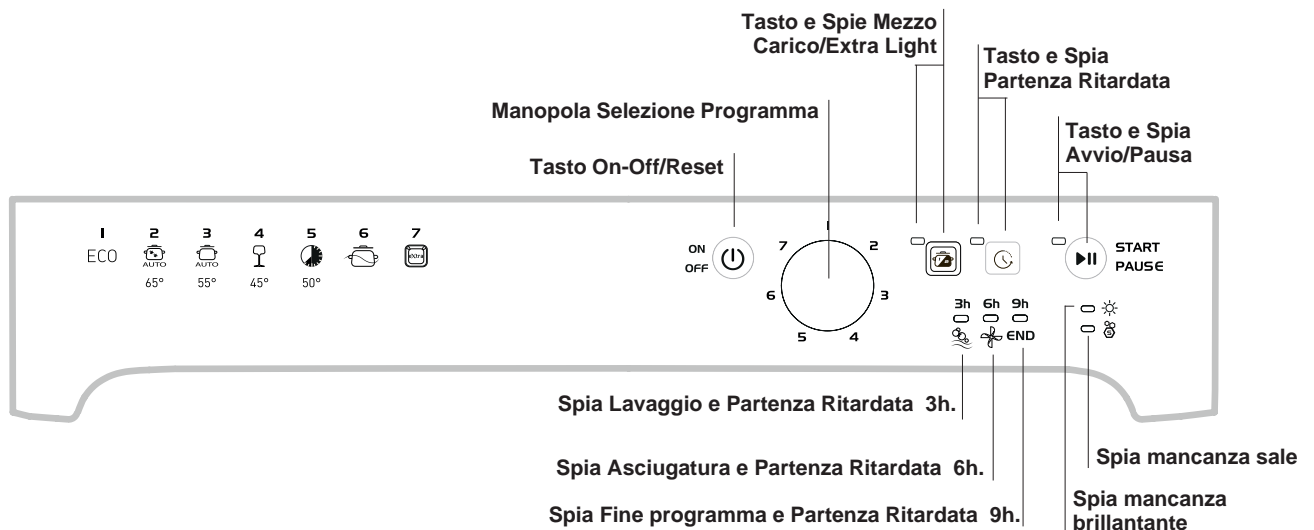 Tasto e Spie Mezzo
Carico/Extra Light
Tasto e Spia
Partenza Ritardata
Manopola Selezione Programma
Tasto e Spia
Avvio/Pausa
Tasto On-Off/Reset
1 2 3 4 5 6 7
ECO AUTO AUTO extra
65° 55° 45° 50°
ON
OFF
1
2
3
4
5
6
7
START
PAUSE
3h 6h 9h
END
S
Spia Lavaggio e Partenza Ritardata 3h.
Spia Asciugatura e Partenza Ritardata 6h.
Spia Fine programma e Partenza Ritardata 9h.
Spia mancanza sale
Spia mancanza
brillantante